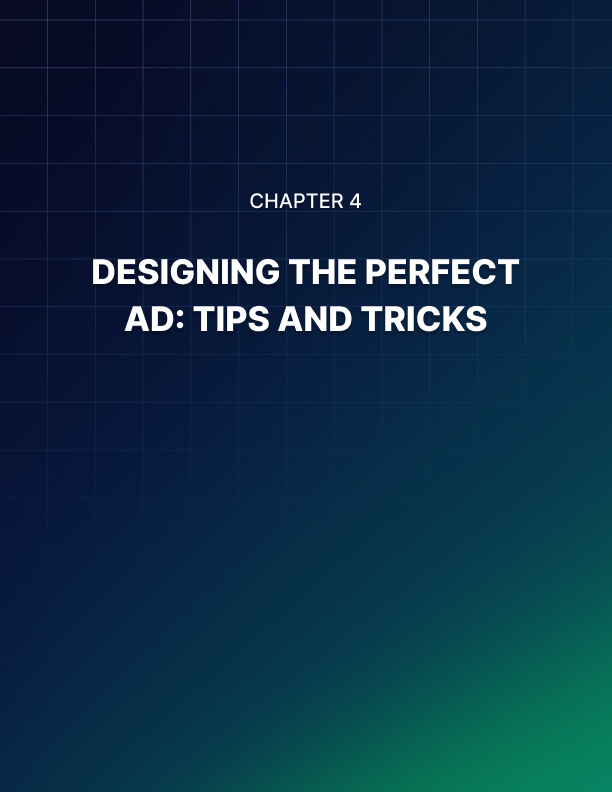 CHAPTER 4
DESIGNING THE PERFECT
AD: TIPS AND TRICKS